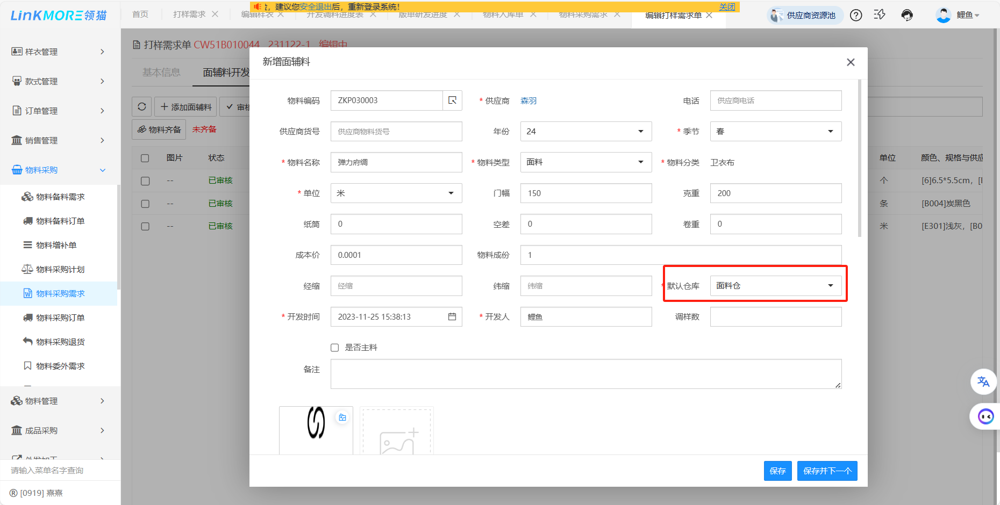 LinkMORE领猫
首页
打样需求
编辑样衣
开发调料进度表
版单研发进度
物料入库单
物料采购需求
编辑打样需求单
，建议您安全退出后，重新登录系统！
关闭
供应商资源池
鲤鱼
样衣管理
款式管理
订单管理
销售管理
物料采购
物料备料需求
物料备料订单
物料增补单
物料采购计划
物料采购需求
物料采购订单
物料采购退货
物料委外需求
物料管理
成品采购
外发加工
请输入菜单名字查询
® [0919] 熹熹
打样需求单 CW51B010044 231122-1 编辑中
基本信息
面辅料开发
添加面辅料
审核
物料齐备
未齐备
图片
状态
单位
颜色、规格与供应
--
已审核
个
[6]6.5*5.5cm，[
--
已审核
条
[B004]炭黑色
--
已审核
米
[E301]浅灰，[B0
新增面辅料
物料编码
ZKP030003
* 供应商
森羽
电话
供应商电话
供应商货号
供应商物料货号
年份
24
* 季节
春
* 物料名称
弹力府绸
* 物料类型
面料
* 物料分类
卫衣布
* 单位
米
门幅
150
克重
200
纸筒
0
空差
0
卷重
0
成本价
0.0001
物料成份
1
经缩
经缩
纬缩
纬缩
* 默认仓库
面料仓
* 开发时间
2023-11-25 15:38:13
* 开发人
鲤鱼
调样数
是否主料
备注
保存
保存并下一个